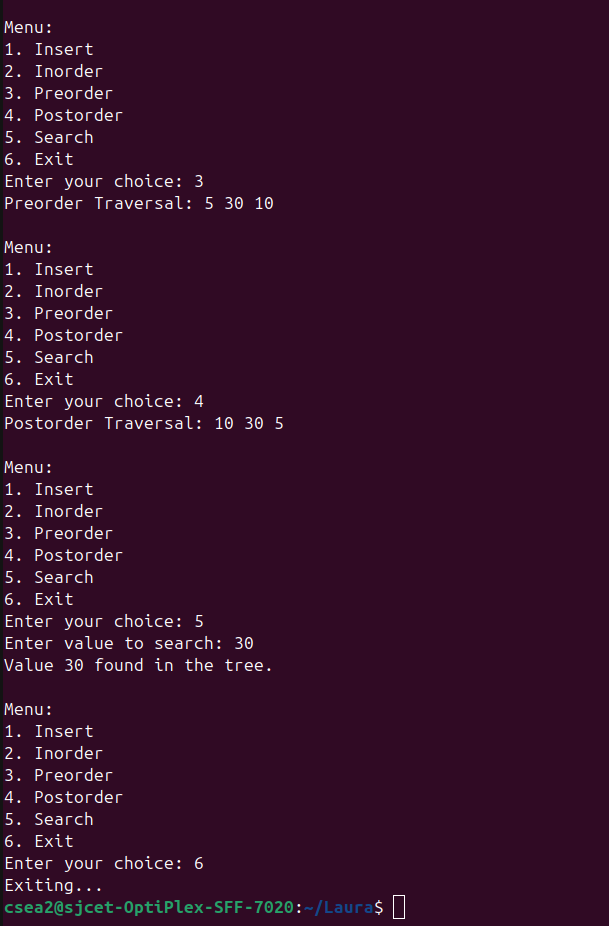 Menu:
1. Insert
2. Inorder
3. Preorder
4. Postorder
5. Search
6. Exit
Enter your choice: 3
Preorder Traversal: 5 30 10
Menu:
1. Insert
2. Inorder
3. Preorder
4. Postorder
5. Search
6. Exit
Enter your choice: 4
Postorder Traversal: 10 30 5
Menu:
1. Insert
2. Inorder
3. Preorder
4. Postorder
5. Search
6. Exit
Enter your choice: 5
Enter value to search: 30
Value 30 found in the tree.
Menu:
1. Insert
2. Inorder
3. Preorder
4. Postorder
5. Search
6. Exit
Enter your choice: 6
Exiting...
csea2@sjcet-OptiPlex-SFF-7020:~/Laura$